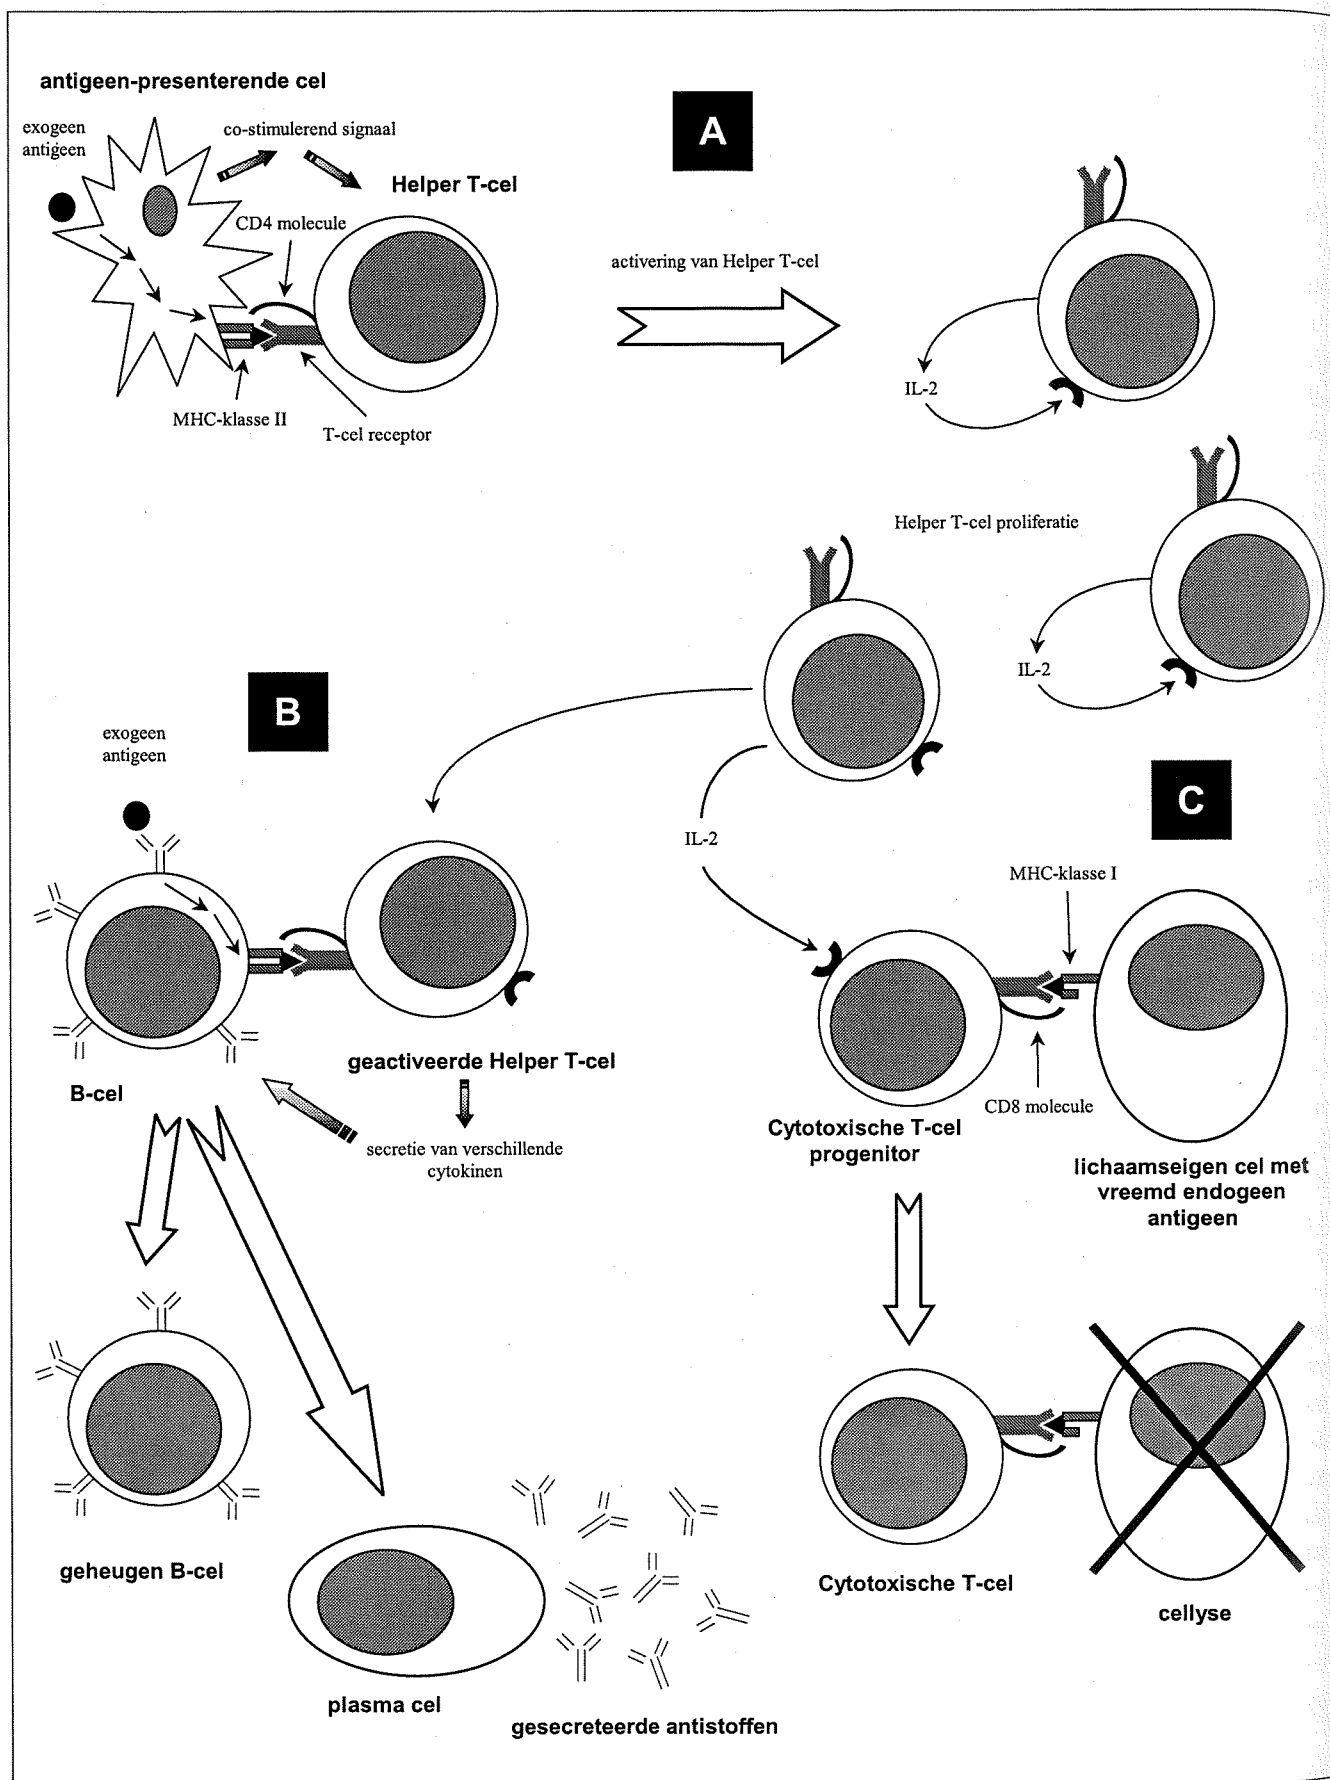 antigeen-presenterende cel
exogeen
antigeen
co-stimulerend signaal
A
Helper T-cel
CD4 molecule
activering van Helper T-cel
IL-2
MHC-klasse II
T-cel receptor
Helper T-cel proliferatie
IL-2
B
exogeen
antigeen
C
IL-2
MHC-klasse I
geactiveerde Helper T-cel
B-cel
CD8 molecule
secretie van verschillende
cytokinen
Cytotoxische T-cel
progenitor
lichaamseigen cel met
vreemd endogeen
antigeen
geheugen B-cel
Cytotoxische T-cel
cellyse
plasma cel
gesecreteerde antistoffen